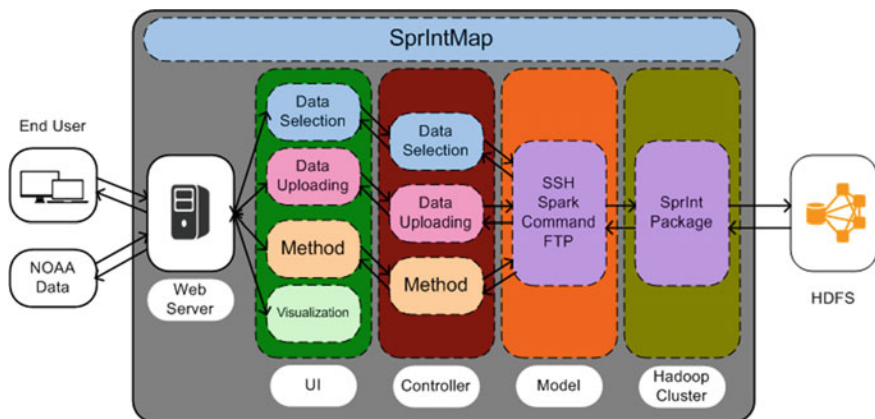 SprIntMap
End User
NOAA
Data
Web
Server
Data
Selection
Data
Uploading
Method
Visualization
UI
Data
Selection
Data
Uploading
Method
Controller
SSH
Spark
Command
FTP
Model
SprInt
Package
Hadoop
Cluster
HDFS